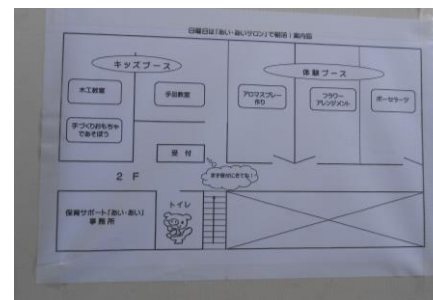 日曜日は「あい・あいサロン」で朝活！案内図
キッズブース
体験ブース
木工教室
手品教室
アロマスプレー
作り
フラワー
アレンジメント
ポーセラーツ
手づくりおもちゃ
であそぼう
受付
まず受付にきてね！
2F
保育サポート「あい・あい」
事務所
トイレ